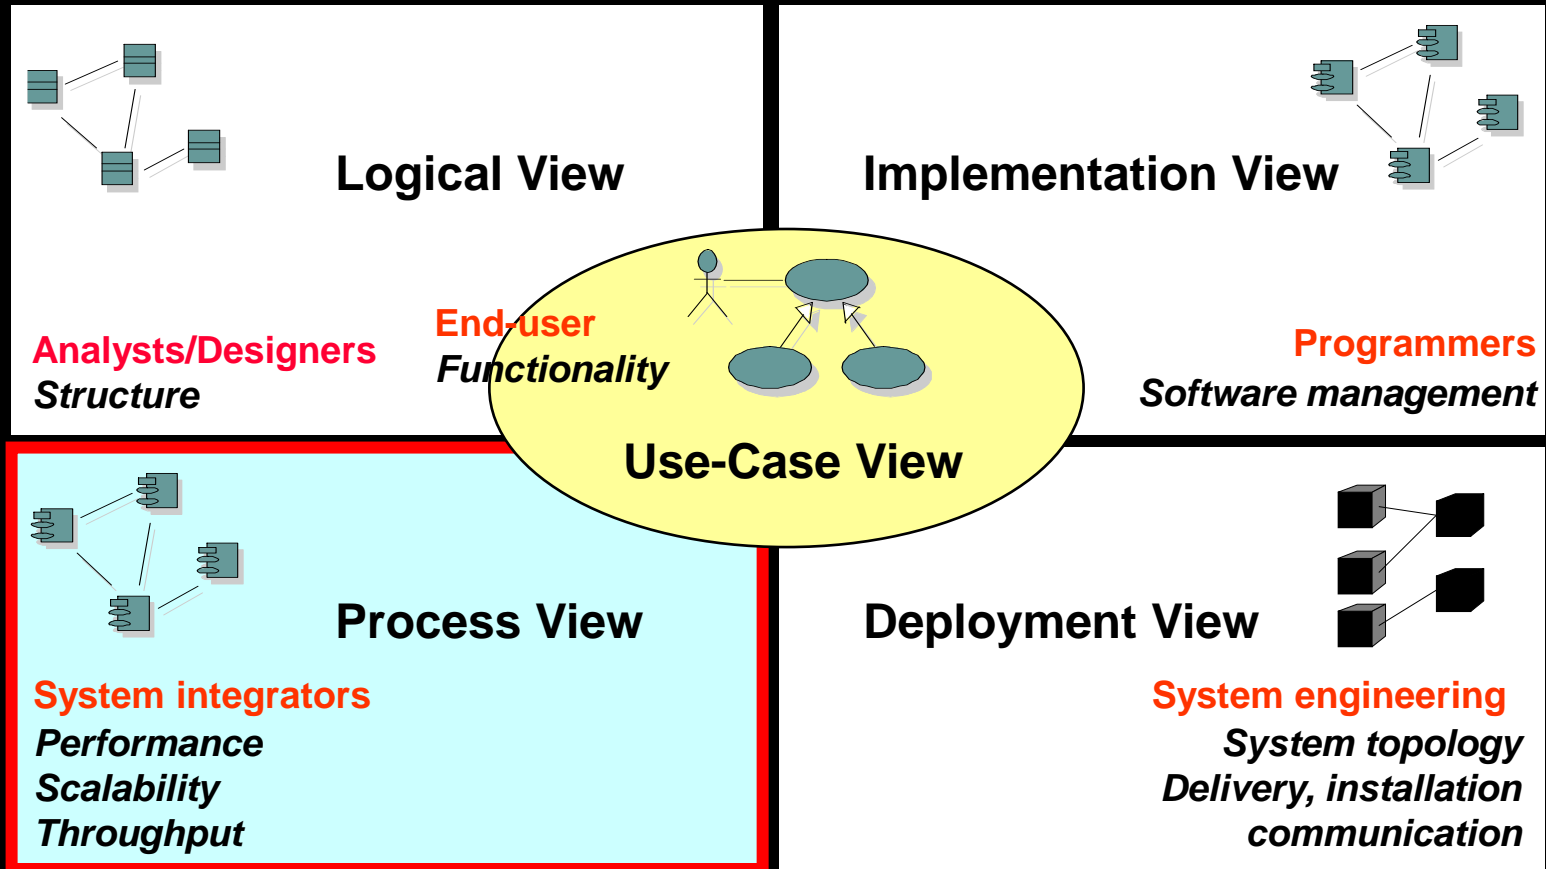 Logical View
Analysts/Designers
Structure
Implementation View
Programmers
Software management
End-user
Functionality
Use-Case View
Process View
System integrators
Performance
Scalability
Throughput
Deployment View
System engineering
System topology
Delivery, installation
communication